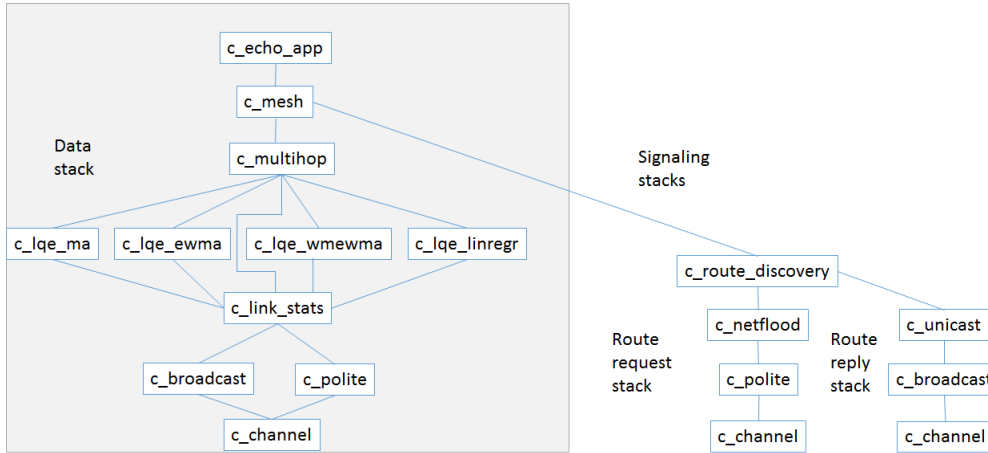 c_echo_app
c_mesh
Data
stack
c_multihop
Signaling
stacks
c_lqe_ma
c_lqe_ewma
c_lqe_wmewma
c_lqe_linregr
c_route_discovery
c_link_stats
c_netflood
c_unicast
Route
request
stack
Route
reply
stack
c_broadcast
c_polite
c_polite
c_broadcast
c_channel
c_channel
c_channel